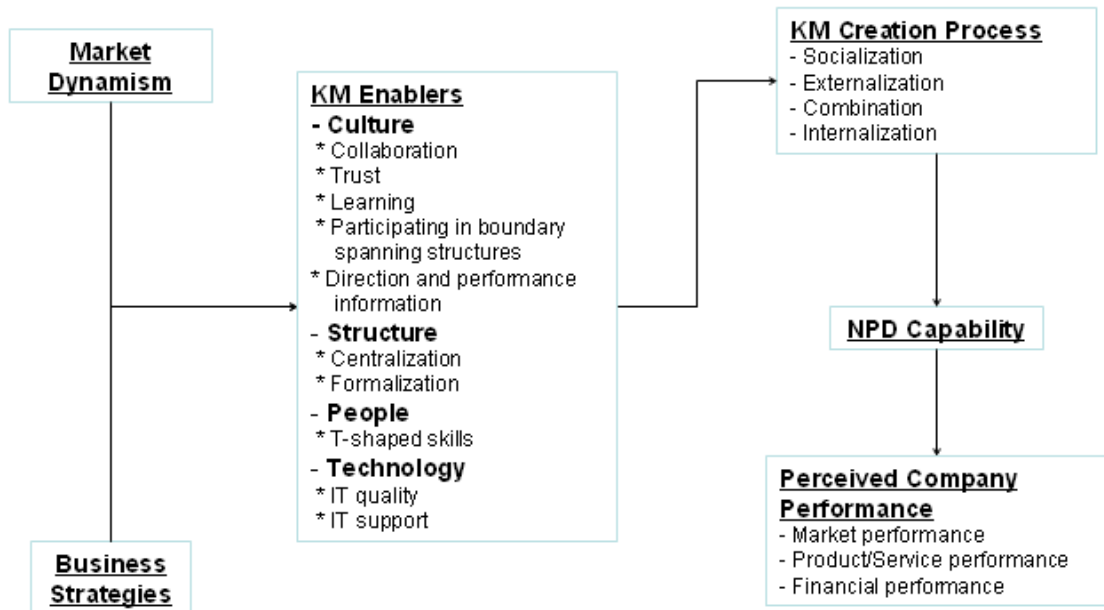 Market
Dynamism
Business
Strategies
KM Enablers
- Culture
* Collaboration
* Trust
* Learning
* Participating in boundary
spanning structures
* Direction and performance
information
- Structure
* Centralization
* Formalization
- People
* T-shaped skills
- Technology
* IT quality
* IT support
KM Creation Process
- Socialization
- Externalization
- Combination
- Internalization
NPD Capability
Perceived Company
Performance
- Market performance
- Product/Service performance
- Financial performance